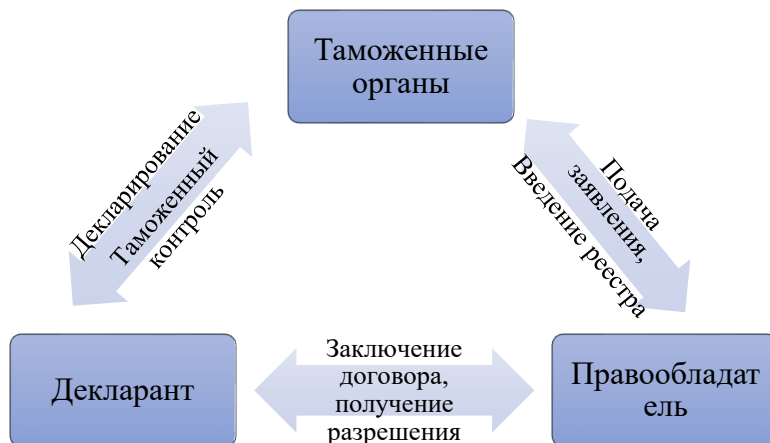 Таможенные
органы
Декларирование
Таможенный
контроль
Подача
заявления,
Введение реестра
Декларант
Заключение
договора,
получение
разрешения
Правообладат
ель